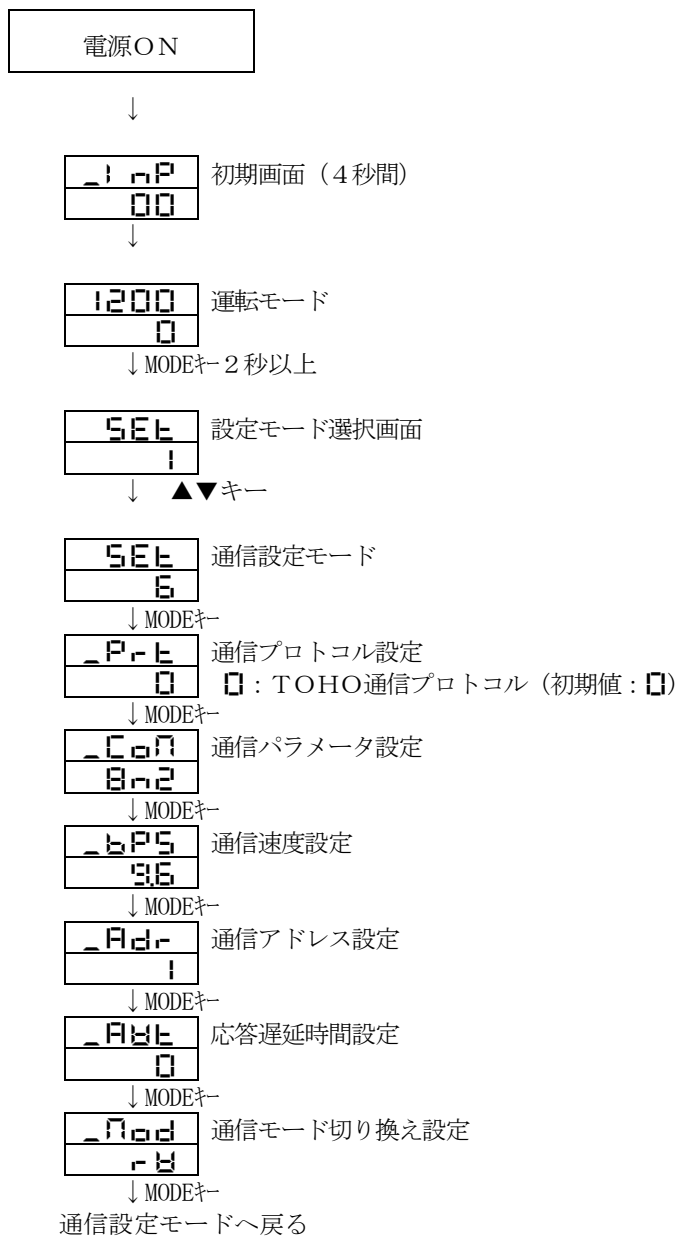 電源ON
↓
_InP 初期画面（４秒間）
00
↓
1200 運転モード
0
↓MODEｷｰ２秒以上
SEt 設定モード選択画面
1
↓ ▲▼キー
SEt 通信設定モード
6
↓MODEｷｰ
_Prt 通信プロトコル設定
0 0：ＴＯＨＯ通信プロトコル（初期値：0）
↓MODEｷｰ
_CoM 通信パラメータ設定
8n2
↓MODEｷｰ
_bPS 通信速度設定
9.6
↓MODEｷｰ
_Adr 通信アドレス設定
1
↓MODEｷｰ
_AWt 応答遅延時間設定
0
↓MODEｷｰ
_Mod 通信モード切り換え設定
rW
↓MODEｷｰ
通信設定モードへ戻る